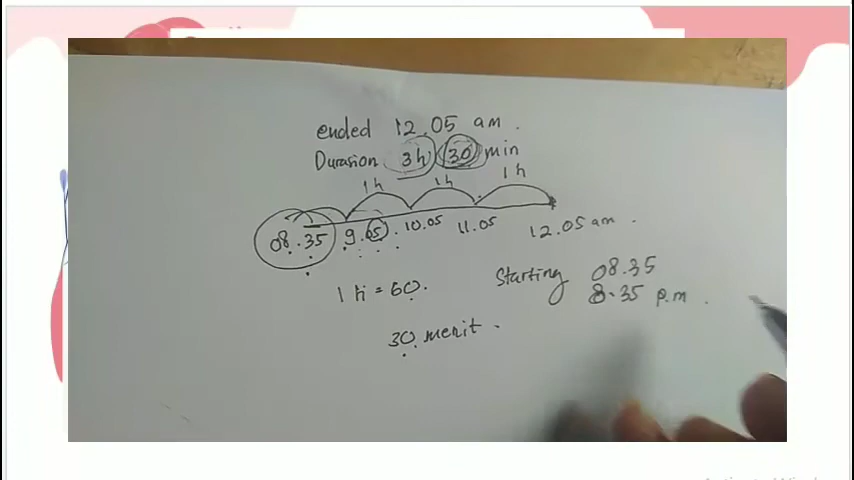 ended 12.05 am.
Duration 3h 30 min
1h 1h 1h
08.35 9.05 10.05 11.05 12.05 am.
1 h = 60.
Starting 08.35
8.35 p.m.
30 menit.